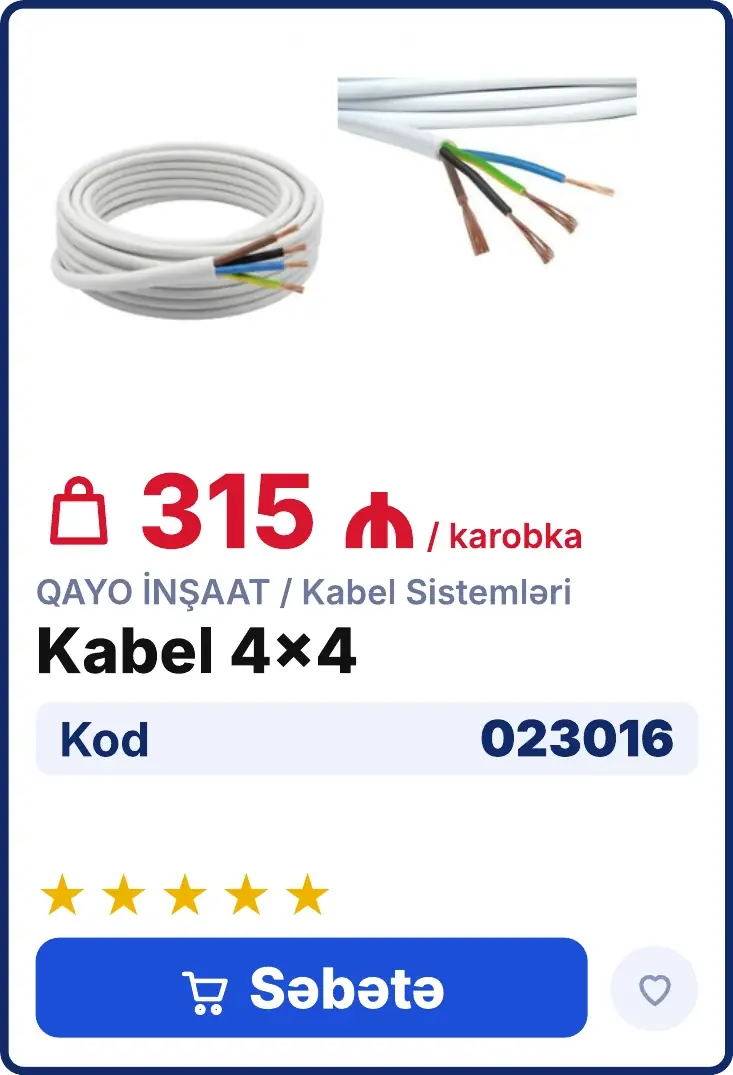 315 ₼ / karobka
QAYO İNŞAAT / Kabel Sistemləri
Kabel 4×4
Kod 023016
Səbətə